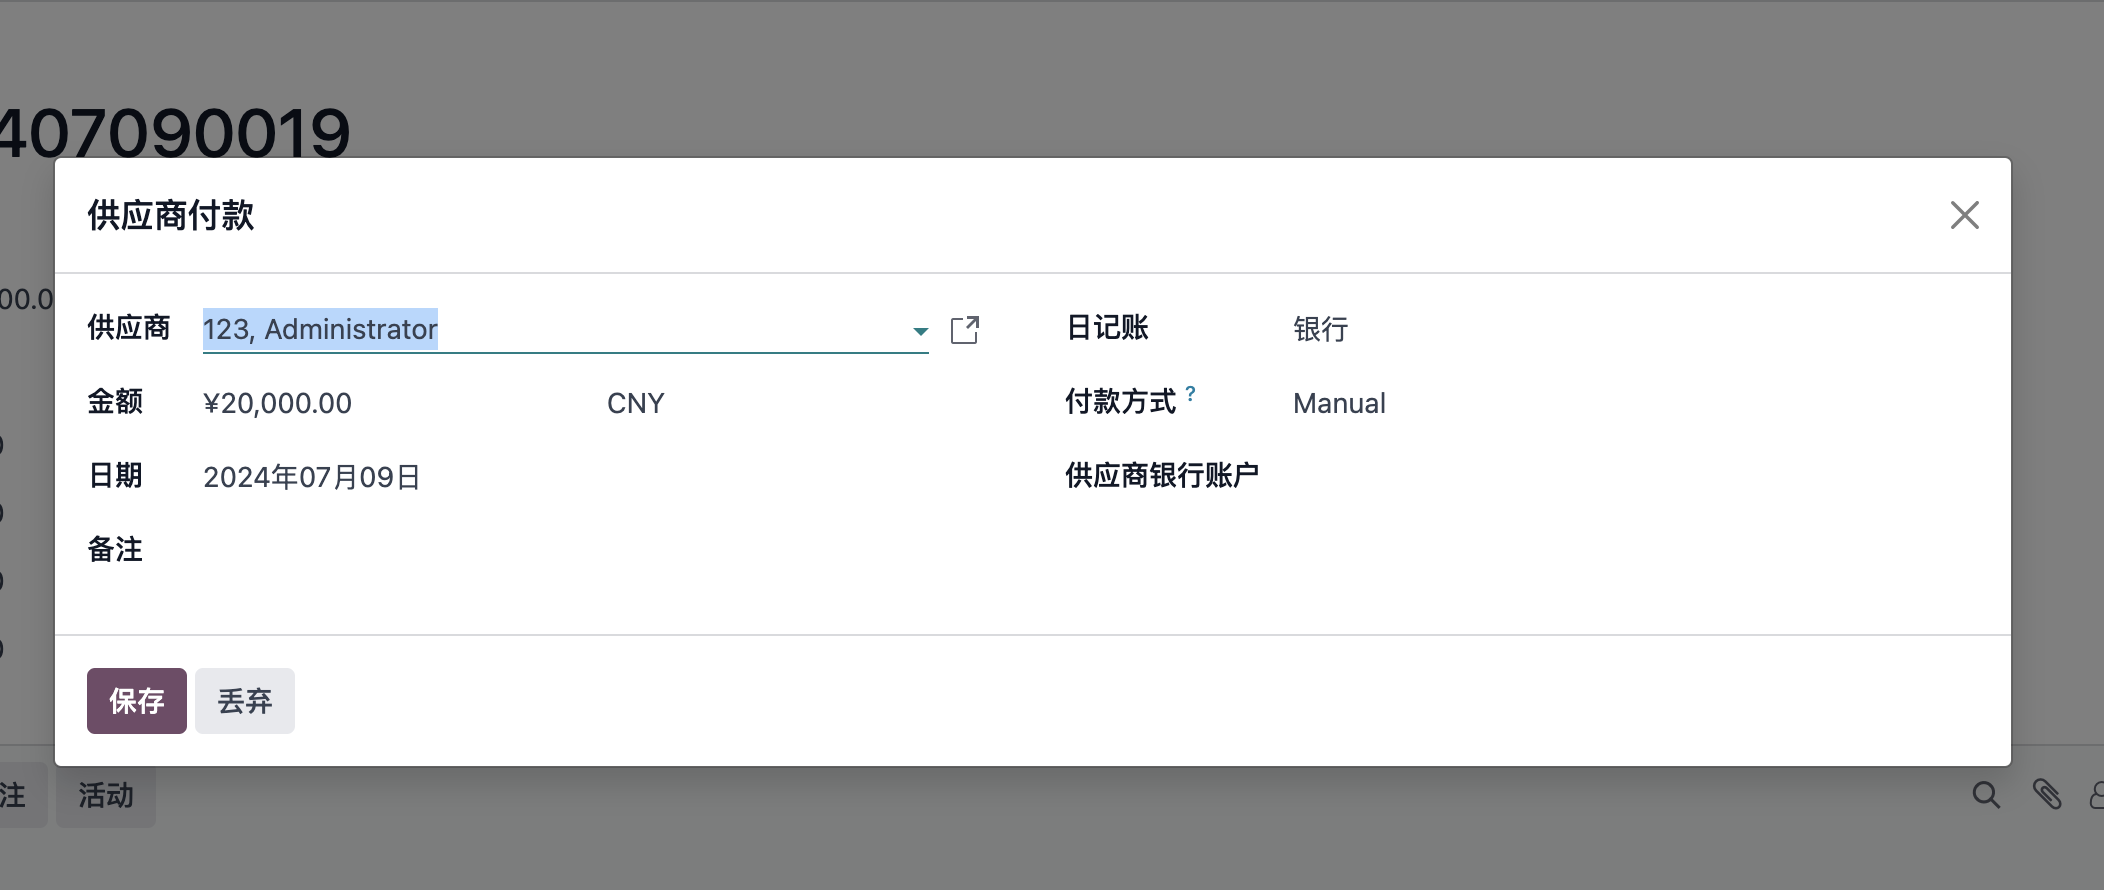 407090019
供应商付款
00.0
供应商 123, Administrator
日记账 银行
金额 ¥20,000.00 CNY
付款方式 ? Manual
日期 2024年07月09日
供应商银行账户
备注
保存 丢弃
注 活动